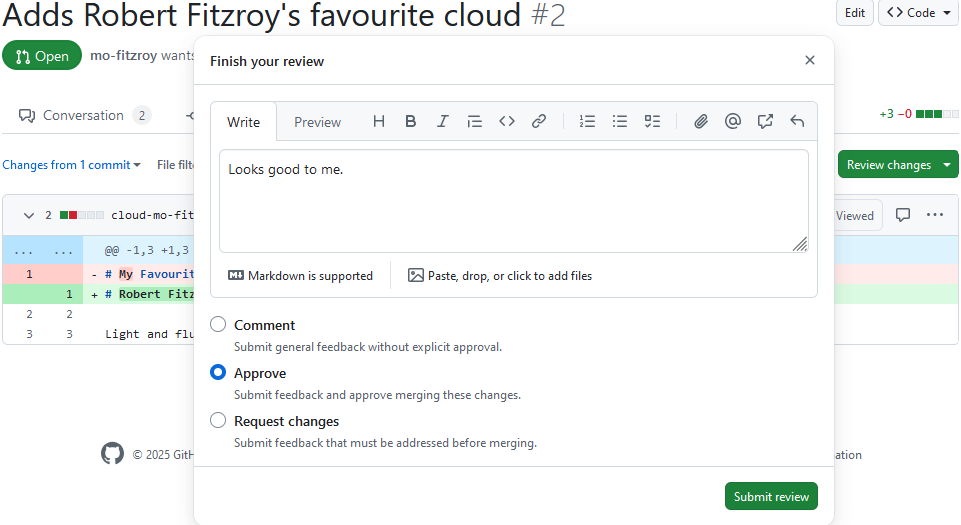 Adds Robert Fitzroy's favourite cloud #2
Edit
Code
Open
mo-fitzroy wants
Finish your review
Conversation 2
+3 −0
Write
Preview
Changes from 1 commit
File filt
Review changes
Looks good to me.
2 cloud-mo-fit
Viewed
... ... @@ -1,3 +1,3
1 - # My Favourit
1 + # Robert Fitz
2 2
3 3 Light and flu
Markdown is supported
Paste, drop, or click to add files
Comment
Submit general feedback without explicit approval.
Approve
Submit feedback and approve merging these changes.
Request changes
Submit feedback that must be addressed before merging.
© 2025 GitH
ation
Submit review